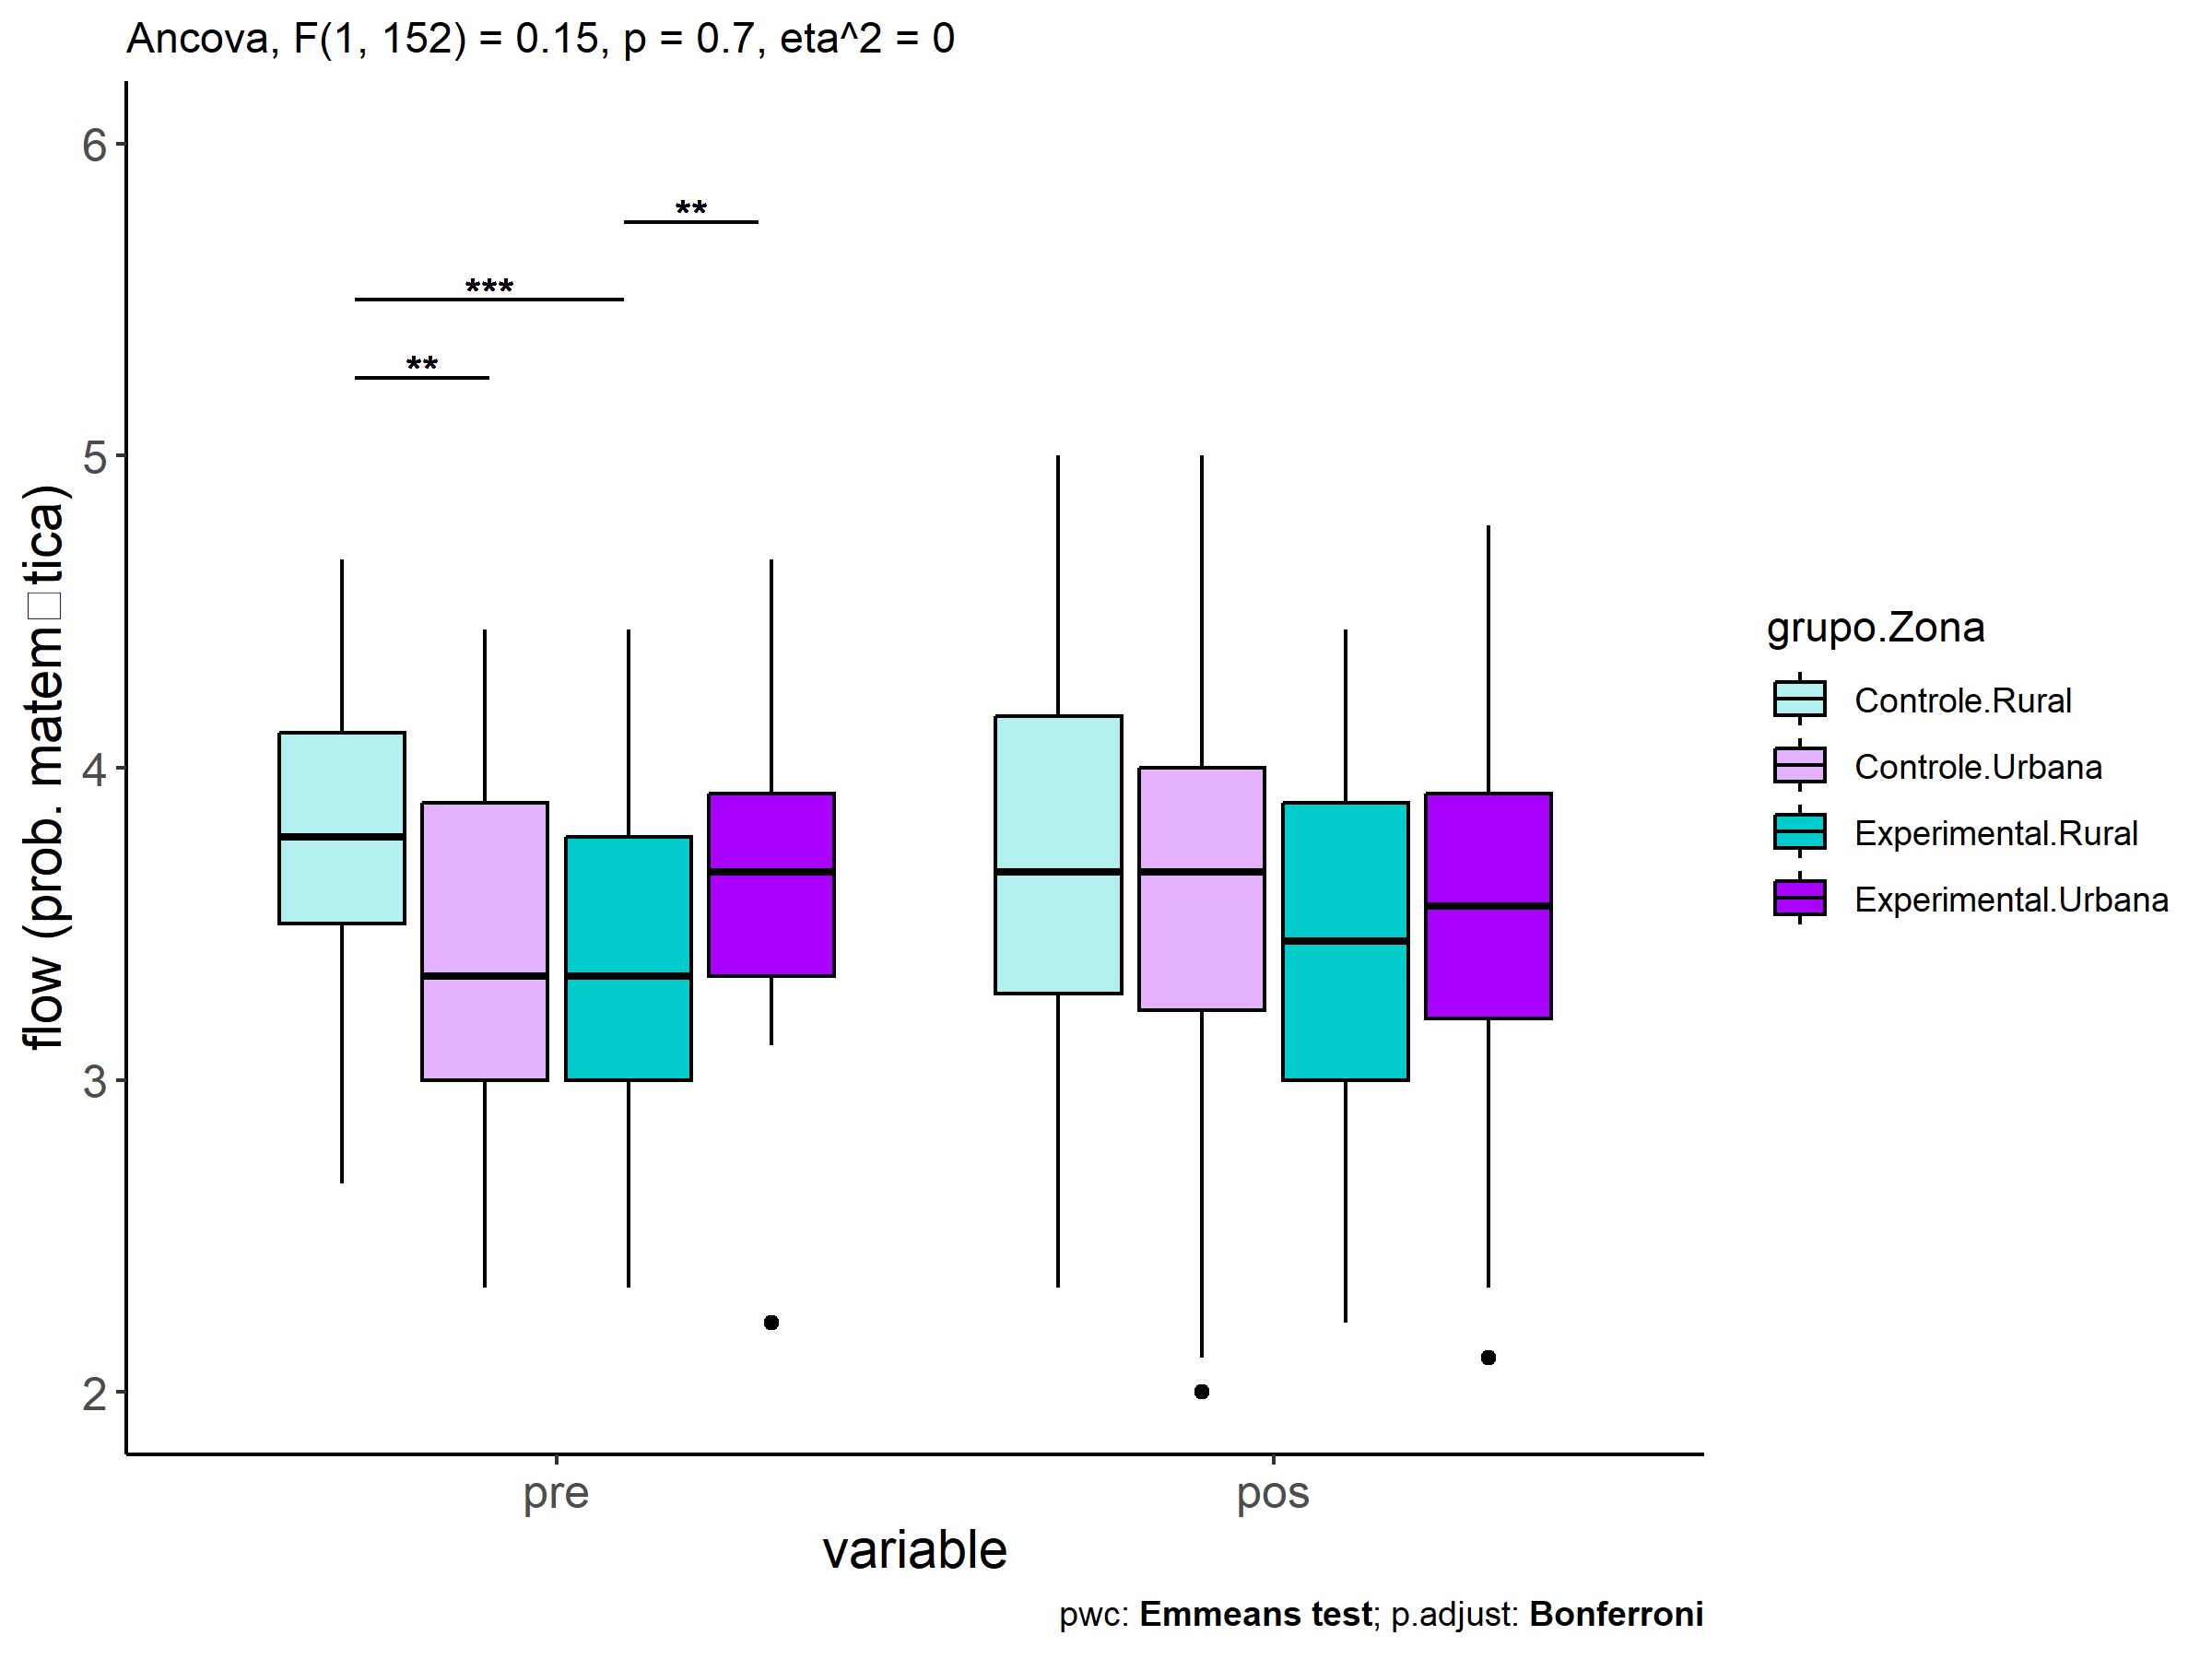 Ancova, F(1, 152) = 0.15, p = 0.7, eta^2 = 0
flow (prob. matem□tica)
6
5
4
3
2
**
***
**
pre
pos
variable
grupo.Zona
Controle.Rural
Controle.Urbana
Experimental.Rural
Experimental.Urbana
pwc: Emmeans test; p.adjust: Bonferroni